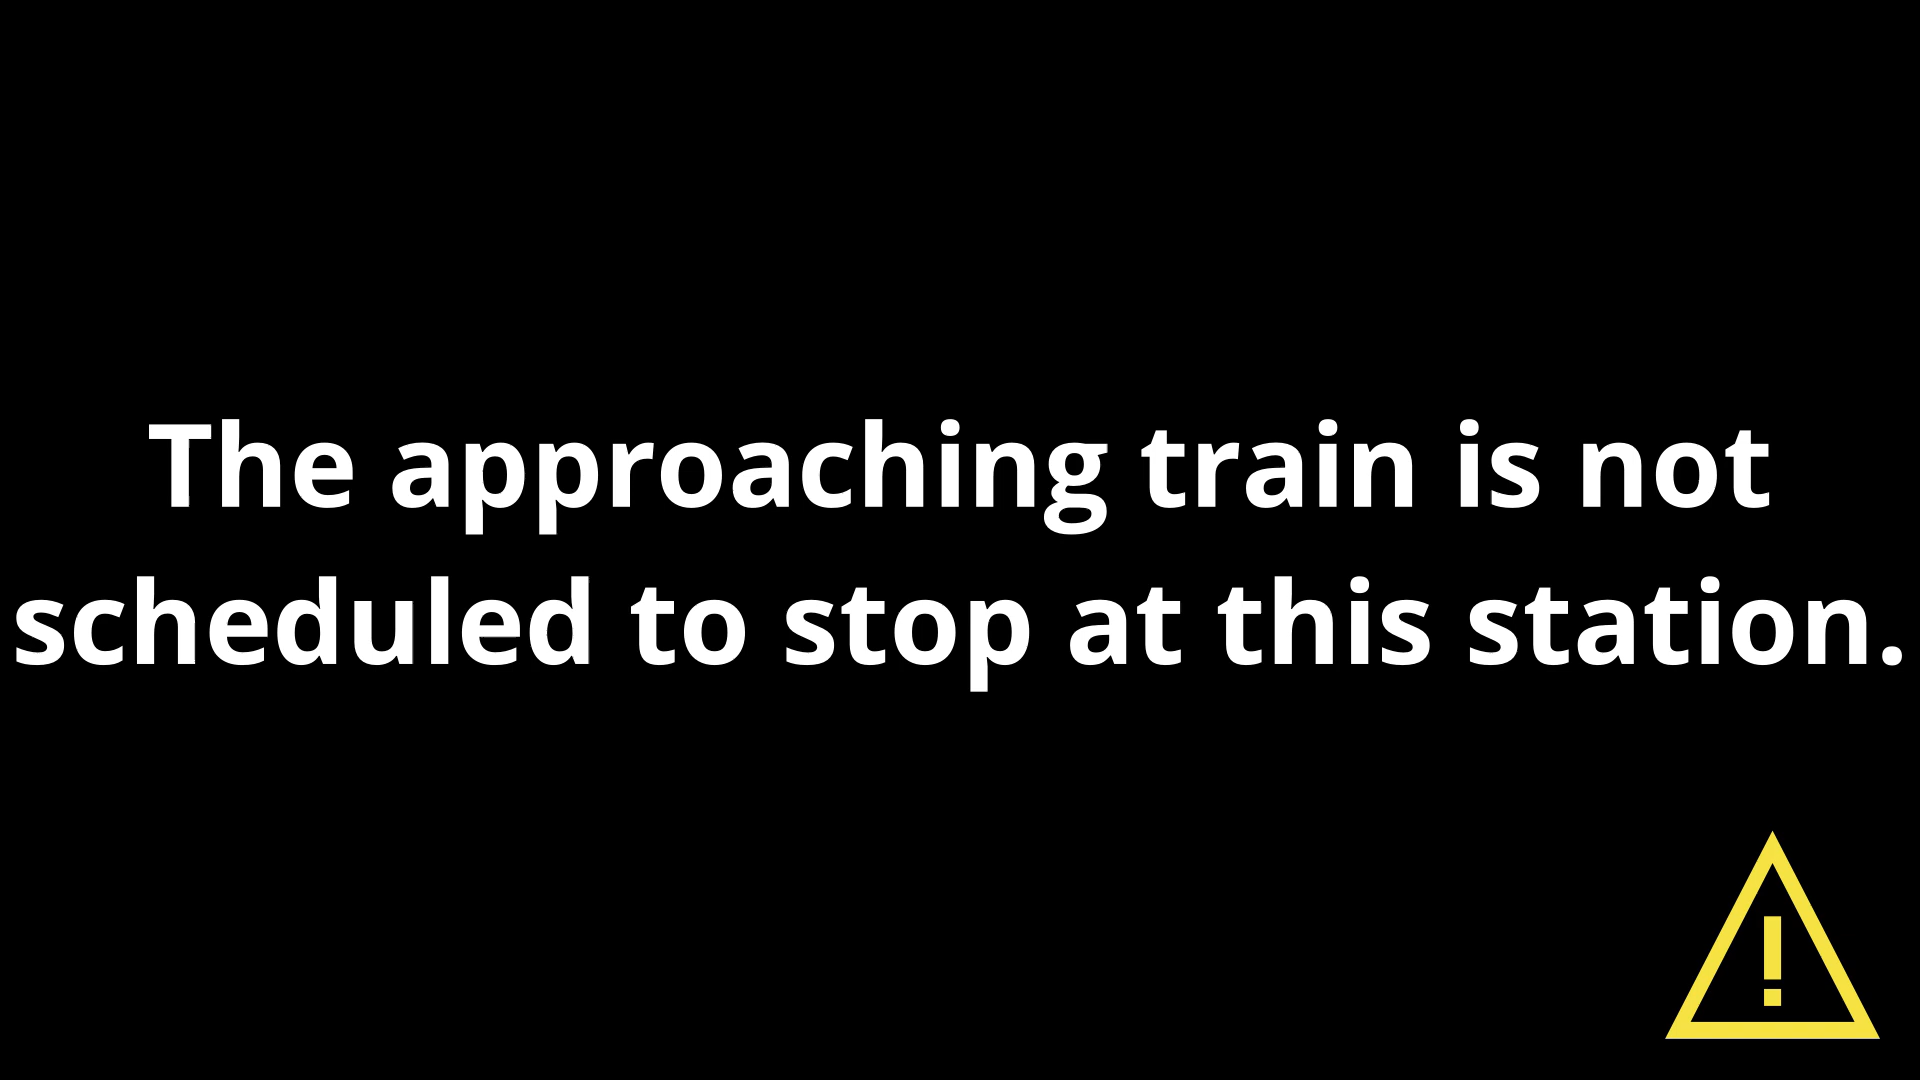 The approaching train is not
scheduled to stop at this station.
!